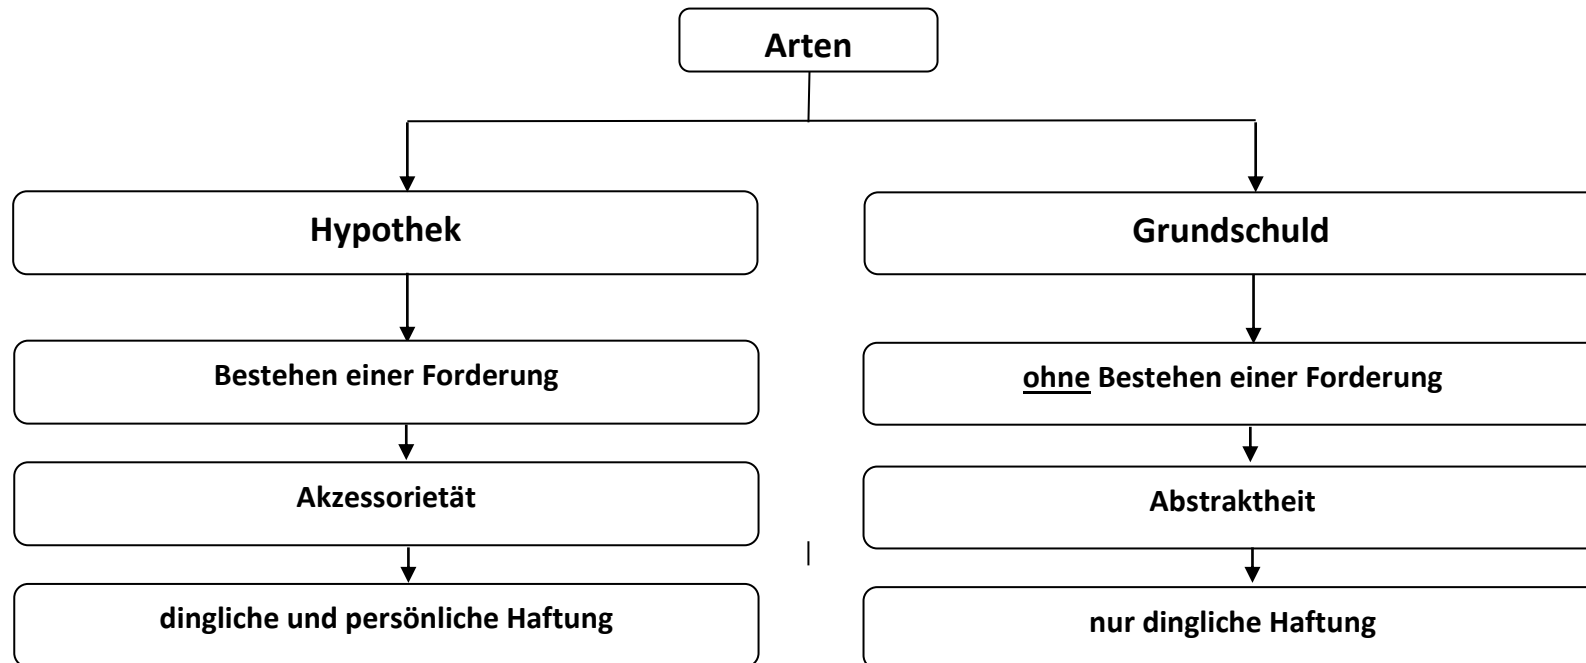 Arten
Hypothek
Grundschuld
Bestehen einer Forderung
ohne Bestehen einer Forderung
Akzessorietät
Abstraktheit
dingliche und persönliche Haftung
nur dingliche Haftung